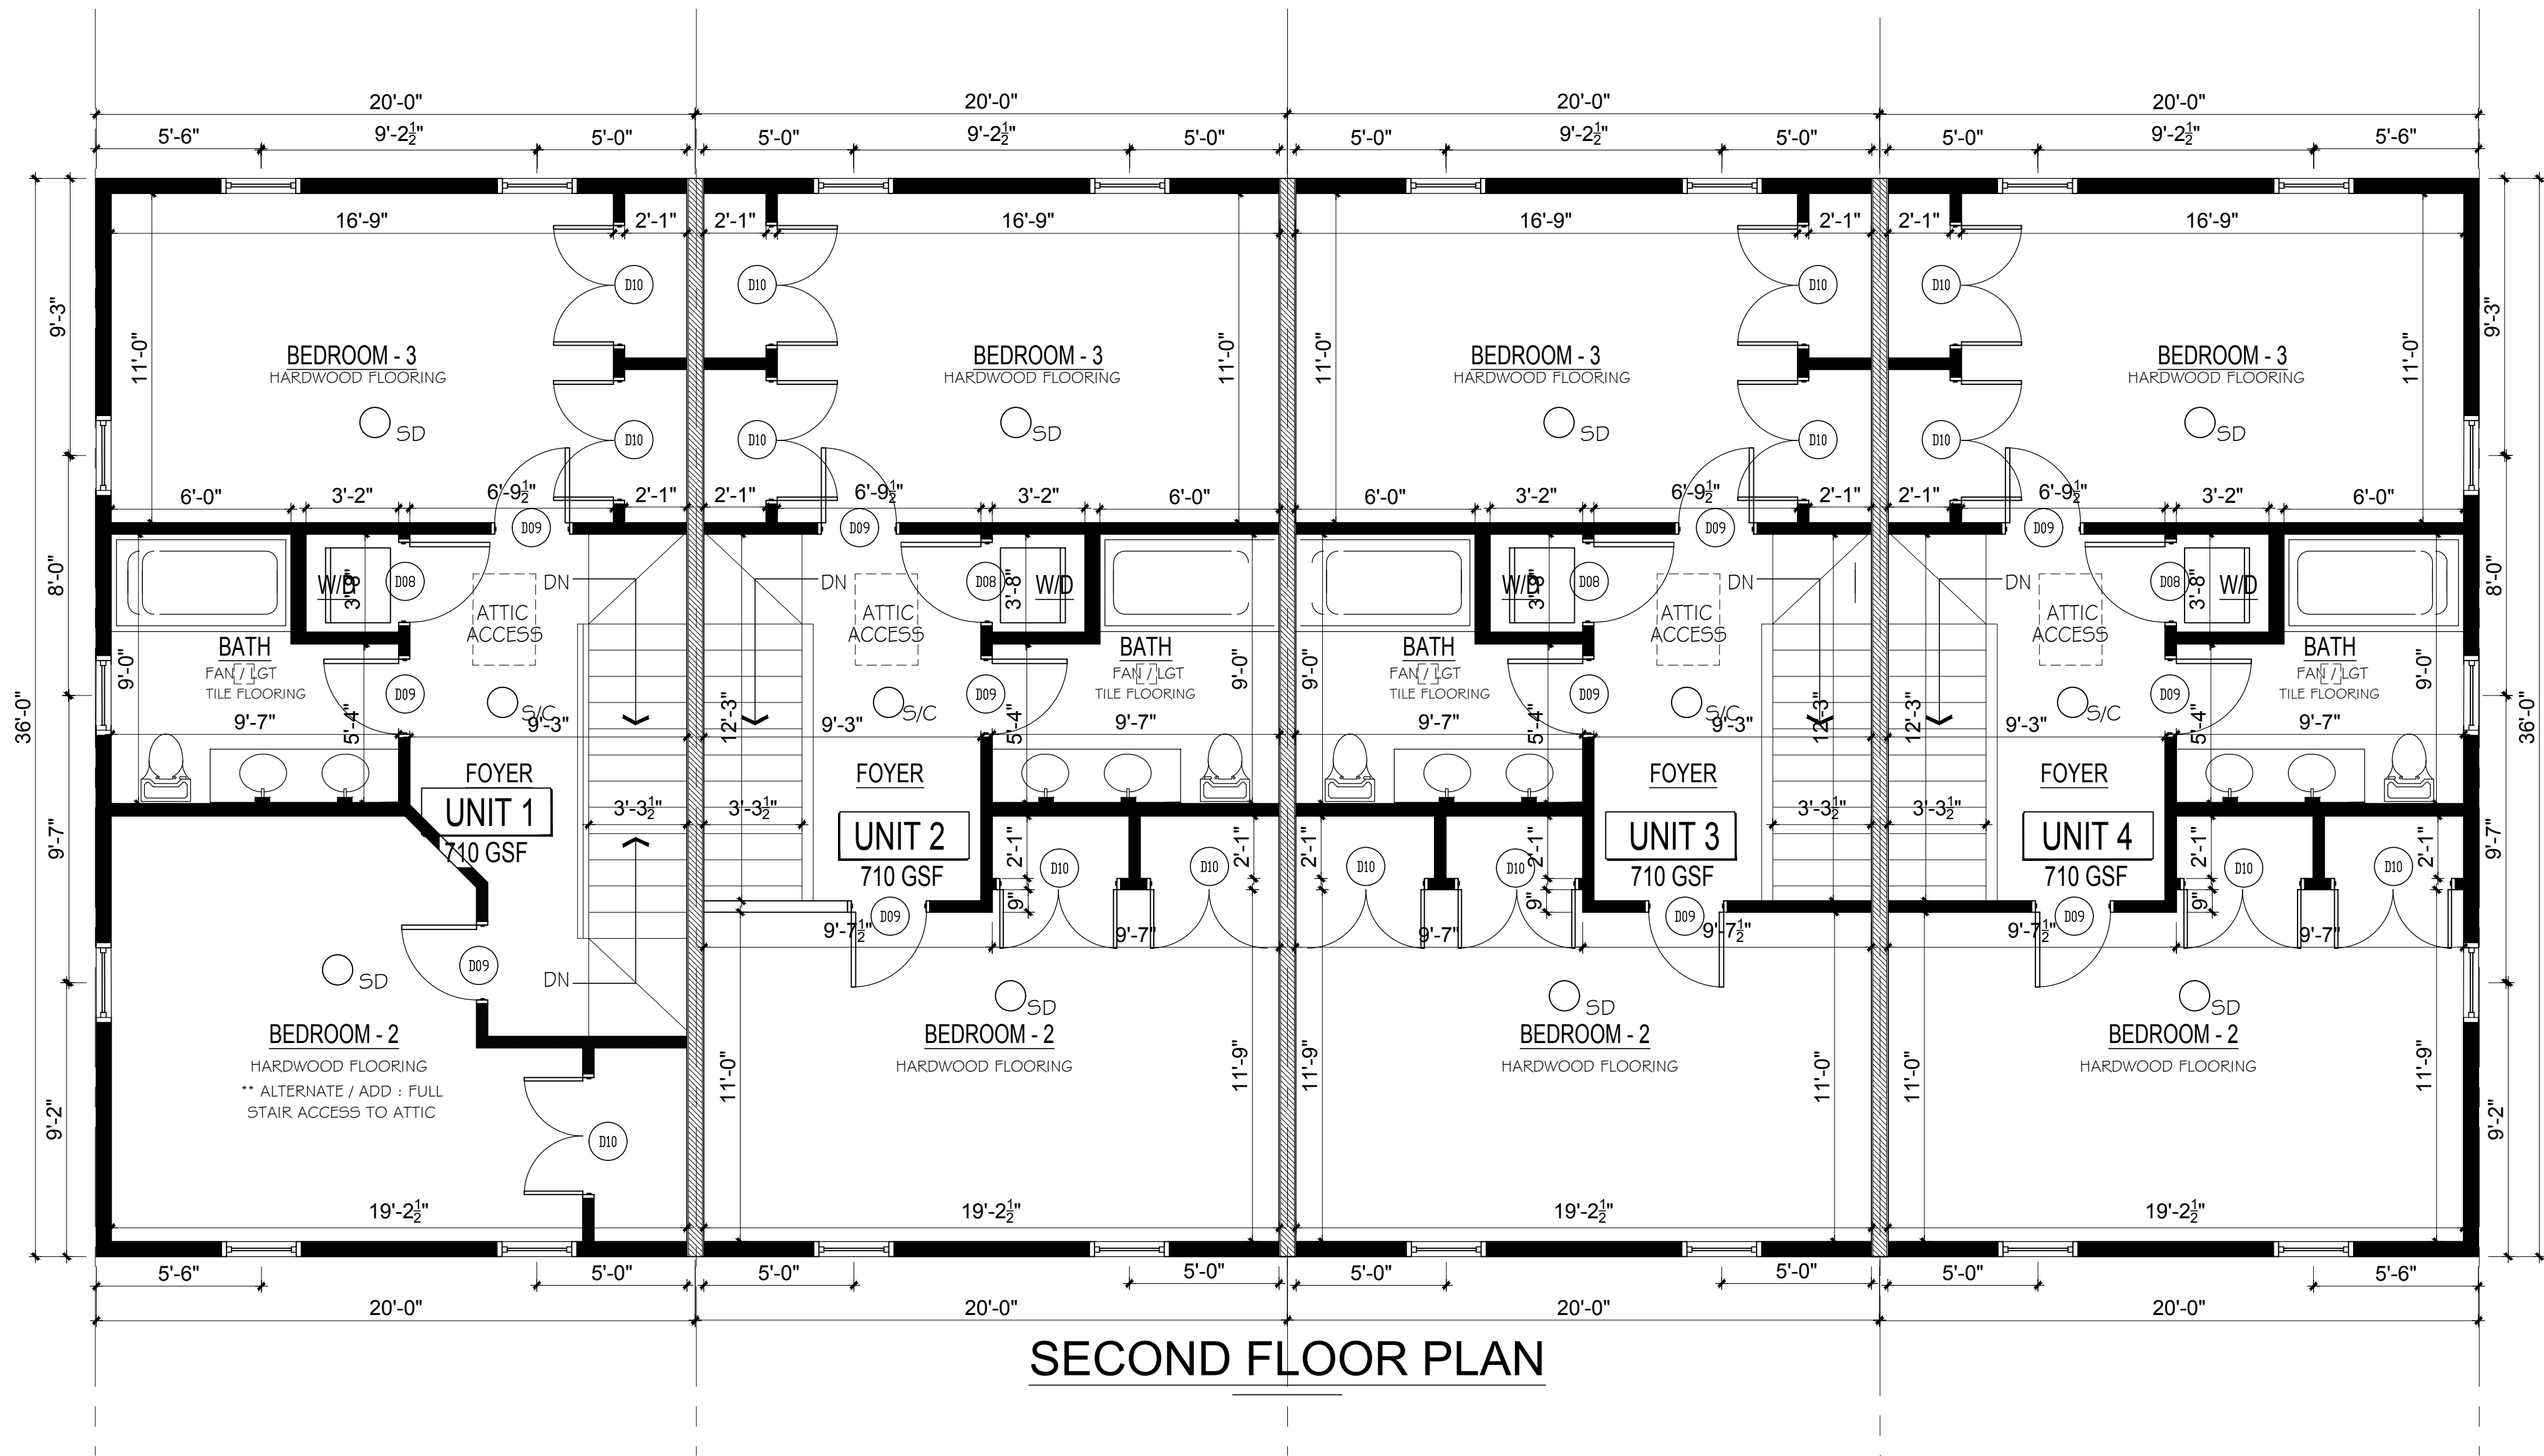 20'-0" 20'-0" 20'-0" 20'-0"
5'-6" 9'-2½" 5'-0" 5'-0" 9'-2½" 5'-0" 5'-0" 9'-2½" 5'-0" 5'-0" 9'-2½" 5'-6"
16'-9" 2'-1" 2'-1" 16'-9" 16'-9" 2'-1" 2'-1" 16'-9"
D10 D10 D10 D10
9'-3" 9'-3"
11'-0" 11'-0" 11'-0" 11'-0"
BEDROOM - 3 BEDROOM - 3 BEDROOM - 3 BEDROOM - 3
HARDWOOD FLOORING HARDWOOD FLOORING HARDWOOD FLOORING HARDWOOD FLOORING
SD D10 D10 SD SD D10 D10 SD
6'-0" 3'-2" 6'-9½" 2'-1" 2'-1" 6'-9½" 3'-2" 6'-0" 6'-0" 3'-2" 6'-9½" 2'-1" 2'-1" 6'-9½" 3'-2" 6'-0"
D09 D09 D09 D09
8'-0" W/D 3'-8" D08 DN DN D08 3'-8" W/D W/D 3'-8" D08 DN DN D08 3'-8" W/D 8'-0"
ATTIC ATTIC ATTIC ATTIC
ACCESS ACCESS ACCESS ACCESS
BATH BATH BATH BATH
FAN / LGT FAN / LGT FAN / LGT FAN / LGT
TILE FLOORING TILE FLOORING TILE FLOORING TILE FLOORING
9'-0" D09 D09 9'-0" 9'-0" D09 D09 9'-0"
36'-0" S/C S/C S/C S/C 36'-0"
9'-7" 5'-4" 9'-3" 12'-3" 9'-3" 5'-4" 9'-7" 9'-7" 5'-4" 9'-3" 12'-3" 12'-3" 9'-3" 5'-4" 9'-7"
FOYER FOYER FOYER FOYER
UNIT 1 3'-3½" 3'-3½" 3'-3½" 3'-3½"
9'-7" UNIT 2 UNIT 3 UNIT 4 9'-7"
710 GSF 710 GSF 710 GSF 710 GSF
2'-1" D10 D10 2'-1" 2'-1" D10 D10 2'-1" 2'-1" D10 D10 2'-1"
D09 9" 9" D09 D09 9"
9'-7½" 9'-7" 9'-7" 9'-7½" 9'-7½" 9'-7"
D09
SD DN SD SD SD
BEDROOM - 2 BEDROOM - 2 BEDROOM - 2 BEDROOM - 2
HARDWOOD FLOORING HARDWOOD FLOORING HARDWOOD FLOORING HARDWOOD FLOORING
** ALTERNATE / ADD : FULL
STAIR ACCESS TO ATTIC
11'-0" 11'-9" 11'-9" 11'-0" 11'-0" 11'-9"
9'-2" D10 9'-2"
19'-2½" 19'-2½" 19'-2½" 19'-2½"
5'-6" 5'-0" 5'-0" 5'-0" 5'-0" 5'-0" 5'-0" 5'-6"
20'-0" 20'-0" 20'-0" 20'-0"
SECOND FLOOR PLAN